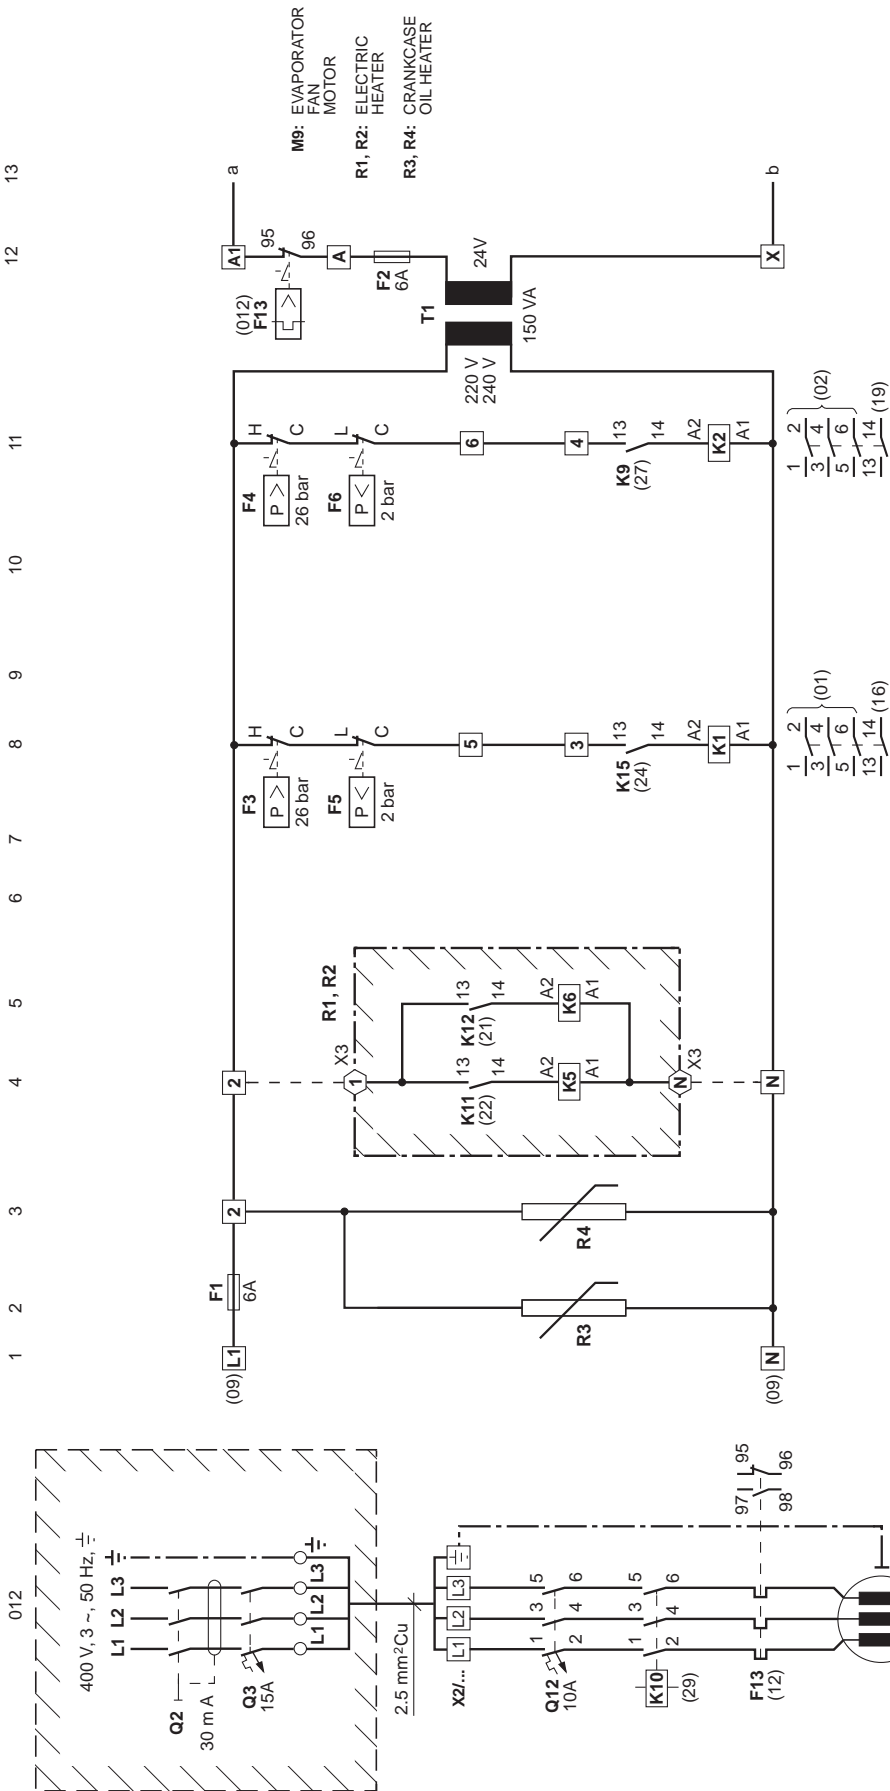 012
1
2
3
4
5
6
7
8
9
10
11
12
13
400 V, 3 ~, 50 Hz,
L1 L2 L3
Q2
30 m A
Q3
15A
L1 L2 L3
2.5 mm²Cu
X2/...
L1 L2 L3
Q12
10A
1 3 5
2 4 6
K10
(29)
1 3 5
2 4 6
F13
(12)
97 95
98 96
(09)
L1
F1
6A
2
2
(09)
N
N
R3
R4
R1, R2
X3
1
K11
(22)
13
14
K12
(21)
13
14
A2
K5
A1
A2
K6
A1
N
X3
F3
P >
26 bar
H
C
F5
P <
2 bar
L
C
5
3
K15
(24)
13
14
A2
K1
A1
1 2
3 4
5 6
(01)
13 14
(16)
F4
P >
26 bar
H
C
F6
P <
2 bar
L
C
6
4
K9
(27)
13
14
A2
K2
A1
1 2
3 4
5 6
(02)
13 14
(19)
A1
a
(012)
F13
>
95
96
A
F2
6A
T1
24V
220 V
240 V
150 VA
X
b
M9: EVAPORATOR
FAN
MOTOR
R1, R2: ELECTRIC
HEATER
R3, R4: CRANKCASE
OIL HEATER